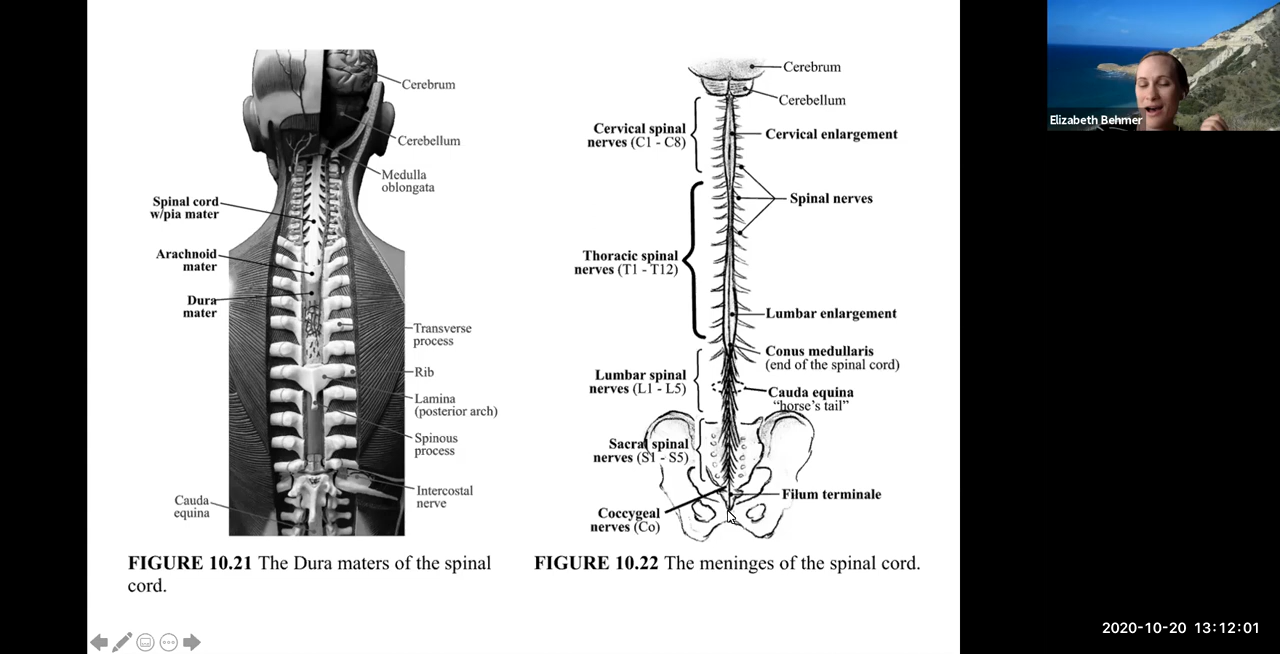 Cerebrum
Cerebellum
Medulla
oblongata
Spinal cord
w/pia mater
Arachnoid
mater
Dura
mater
Transverse
process
Rib
Lamina
(posterior arch)
Spinous
process
Intercostal
nerve
Cauda
equina
FIGURE 10.21 The Dura maters of the spinal
cord.
Cerebrum
Cerebellum
Cervical spinal
nerves (C1 - C8)
Cervical enlargement
Spinal nerves
Thoracic spinal
nerves (T1 - T12)
Lumbar enlargement
Conus medullaris
(end of the spinal cord)
Lumbar spinal
nerves (L1 - L5)
Cauda equina
“horse’s tail”
Sacral spinal
nerves (S1 - S5)
Filum terminale
Coccygeal
nerves (Co)
FIGURE 10.22 The meninges of the spinal cord.
Elizabeth Behmer
2020-10-20 13:12:01